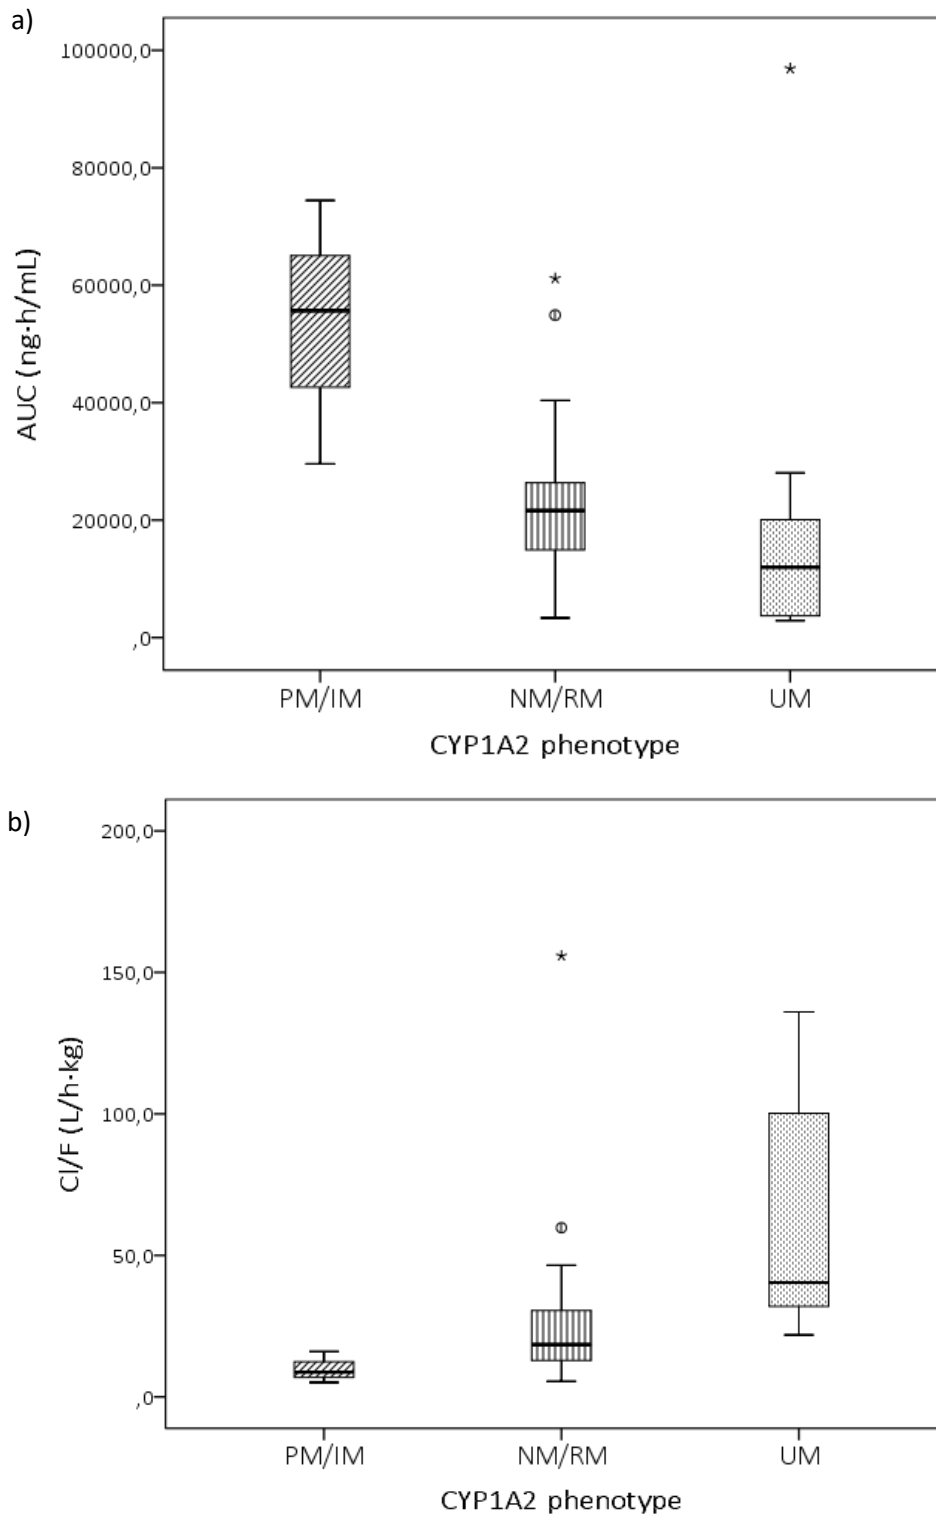 a)
100000,0
80000,0
60000,0
40000,0
20000,0
,0
AUC (ng·h/mL)
PM/IM NM/RM UM
CYP1A2 phenotype
b)
200,0
150,0
100,0
50,0
,0
Cl/F (L/h·kg)
PM/IM NM/RM UM
CYP1A2 phenotype